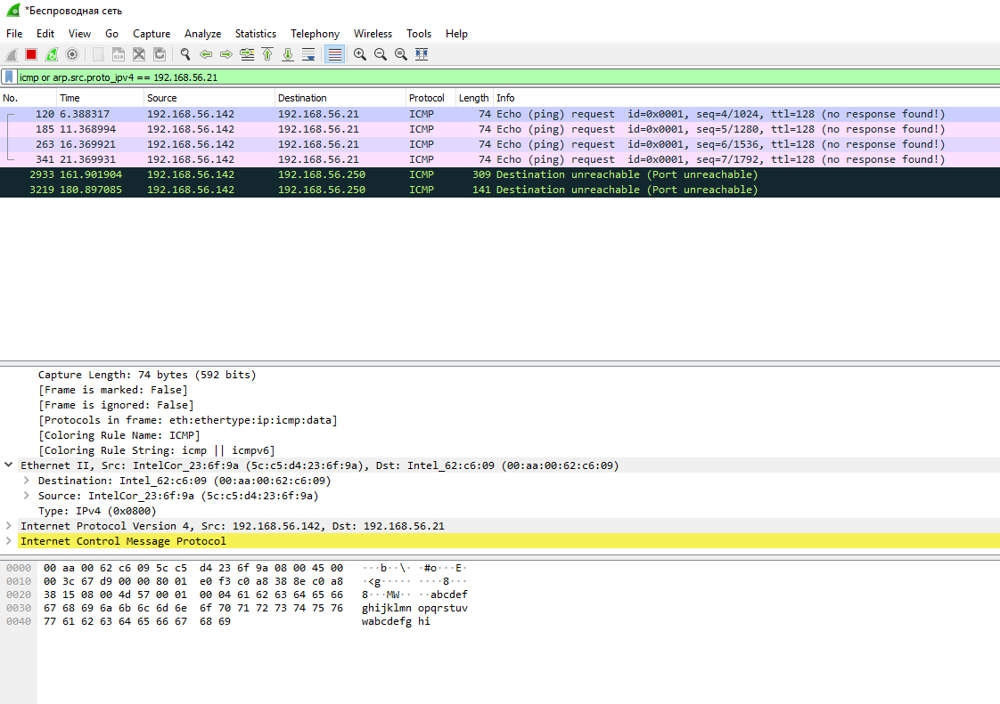 *Беспроводная сеть
File Edit View Go Capture Analyze Statistics Telephony Wireless Tools Help
icmp or arp.src.proto_ipv4 == 192.168.56.21
No. Time Source Destination Protocol Length Info
120 6.388317 192.168.56.142 192.168.56.21 ICMP 74 Echo (ping) request id=0x0001, seq=4/1024, ttl=128 (no response found!)
185 11.368994 192.168.56.142 192.168.56.21 ICMP 74 Echo (ping) request id=0x0001, seq=5/1280, ttl=128 (no response found!)
263 16.369921 192.168.56.142 192.168.56.21 ICMP 74 Echo (ping) request id=0x0001, seq=6/1536, ttl=128 (no response found!)
341 21.369931 192.168.56.142 192.168.56.21 ICMP 74 Echo (ping) request id=0x0001, seq=7/1792, ttl=128 (no response found!)
2933 161.901904 192.168.56.142 192.168.56.250 ICMP 309 Destination unreachable (Port unreachable)
3219 180.897085 192.168.56.142 192.168.56.250 ICMP 141 Destination unreachable (Port unreachable)
Capture Length: 74 bytes (592 bits)
[Frame is marked: False]
[Frame is ignored: False]
[Protocols in frame: eth:ethertype:ip:icmp:data]
[Coloring Rule Name: ICMP]
[Coloring Rule String: icmp || icmpv6]
Ethernet II, Src: IntelCor_23:6f:9a (5c:c5:d4:23:6f:9a), Dst: Intel_62:c6:09 (00:aa:00:62:c6:09)
Destination: Intel_62:c6:09 (00:aa:00:62:c6:09)
Source: IntelCor_23:6f:9a (5c:c5:d4:23:6f:9a)
Type: IPv4 (0x0800)
Internet Protocol Version 4, Src: 192.168.56.142, Dst: 192.168.56.21
Internet Control Message Protocol
0000 00 aa 00 62 c6 09 5c c5 d4 23 6f 9a 08 00 45 00 ···b··\· ·#o···E·
0010 00 3c 67 d9 00 00 80 01 e0 f3 c0 a8 38 8e c0 a8 ·<g····· ····8···
0020 38 15 08 00 4d 57 00 01 00 04 61 62 63 64 65 66 8···MW·· ··abcdef
0030 67 68 69 6a 6b 6c 6d 6e 6f 70 71 72 73 74 75 76 ghijklmn opqrstuv
0040 77 61 62 63 64 65 66 67 68 69 wabcdefg hi